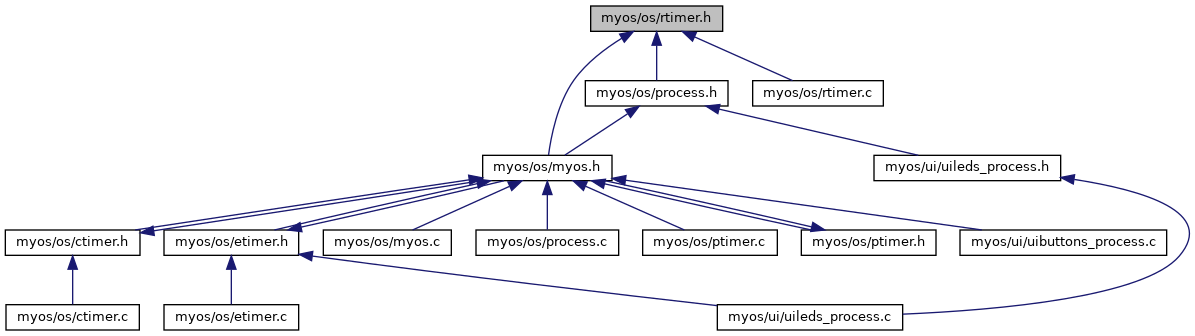 myos/os/rtimer.h
myos/os/process.h
myos/os/rtimer.c
myos/os/myos.h
myos/ui/uileds_process.h
myos/os/ctimer.h
myos/os/etimer.h
myos/os/myos.c
myos/os/process.c
myos/os/ptimer.c
myos/os/ptimer.h
myos/ui/uibuttons_process.c
myos/os/ctimer.c
myos/os/etimer.c
myos/ui/uileds_process.c